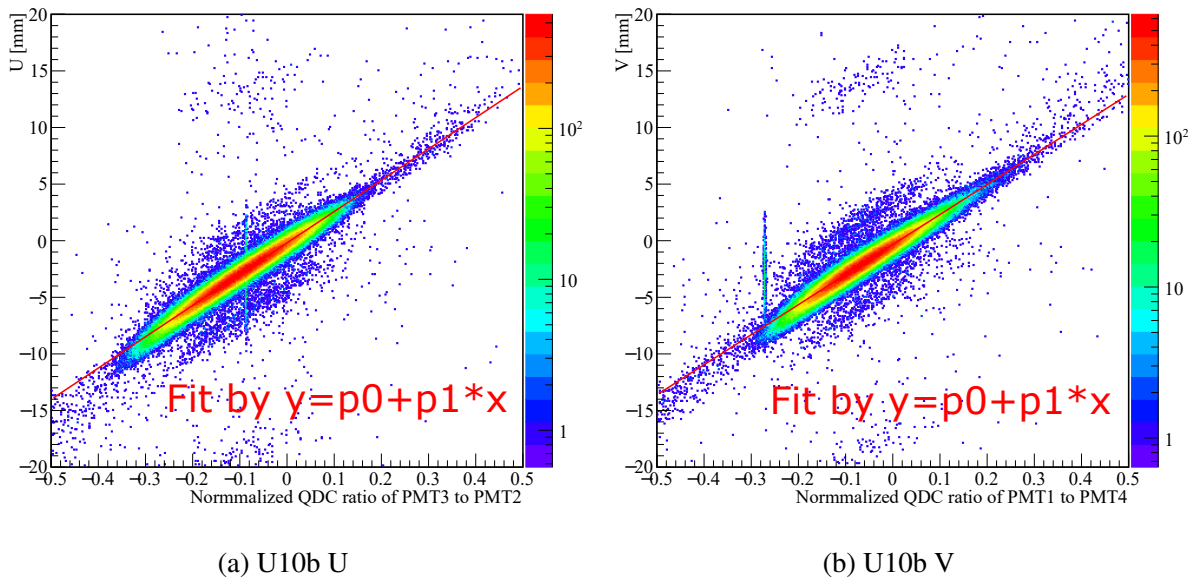 U [mm]
20
15
10
5
0
−5
−10
−15
−20
−0.5 −0.4 −0.3 −0.2 −0.1 0 0.1 0.2 0.3 0.4 0.5
Normmalized QDC ratio of PMT3 to PMT2
Fit by y=p0+p1*x
10²
10
1
(a) U10b U
V [mm]
20
15
10
5
0
−5
−10
−15
−20
−0.5 −0.4 −0.3 −0.2 −0.1 0 0.1 0.2 0.3 0.4 0.5
Normmalized QDC ratio of PMT1 to PMT4
Fit by y=p0+p1*x
10²
10
1
(b) U10b V